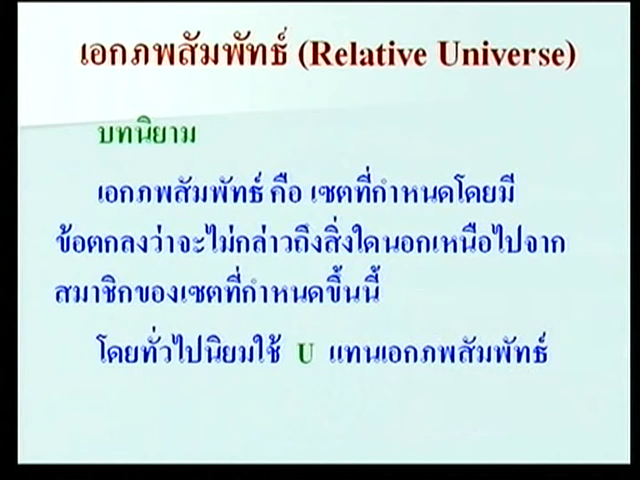 เอกภพสัมพัทธ์ (Relative Universe)
บทนิยาม
เอกภพสัมพัทธ์ คือ เซตที่กำหนดโดยมี
ข้อตกลงว่าจะไม่กล่าวถึงสิ่งใดนอกเหนือไปจาก
สมาชิกของเซตที่กำหนดขึ้นนี้
โดยทั่วไปนิยมใช้ U แทนเอกภพสัมพัทธ์